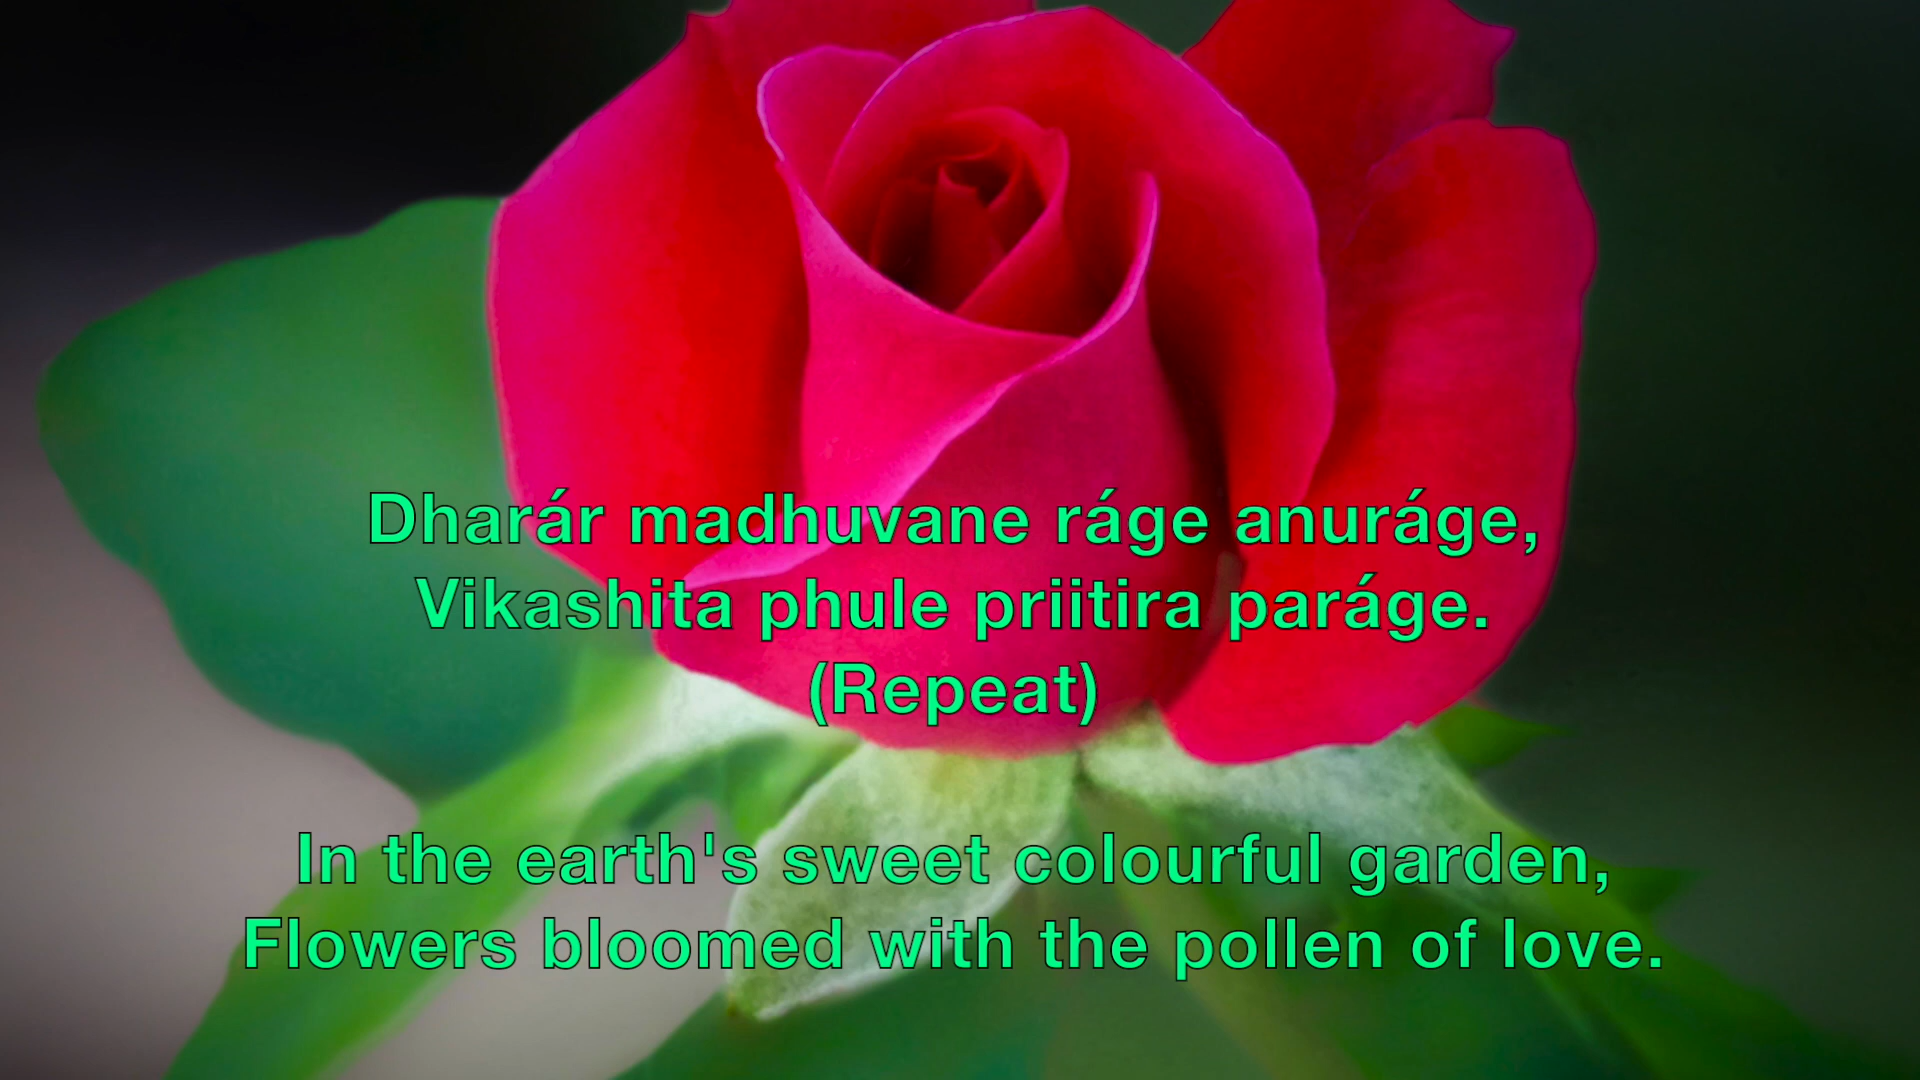 Dharár madhuvane ráge anuráge,
Vikashita phule priitira paráge.
(Repeat)
In the earth's sweet colourful garden,
Flowers bloomed with the pollen of love.